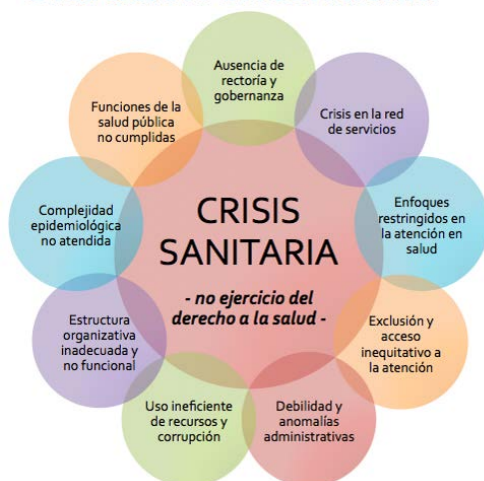 CRISIS
SANITARIA
- no ejercicio del
derecho a la salud -
Ausencia de
rectoría y
gobernanza
Crisis en la red
de servicios
Enfoques
restringidos en
la atención en
salud
Exclusión y
acceso
inequitativo a
la atención
Debilidad y
anomalías
administrativas
Uso ineficiente
de recursos y
corrupción
Estructura
organizativa
inadecuada y
no funcional
Complejidad
epidemiológica
no atendida
Funciones de la
salud pública
no cumplidas